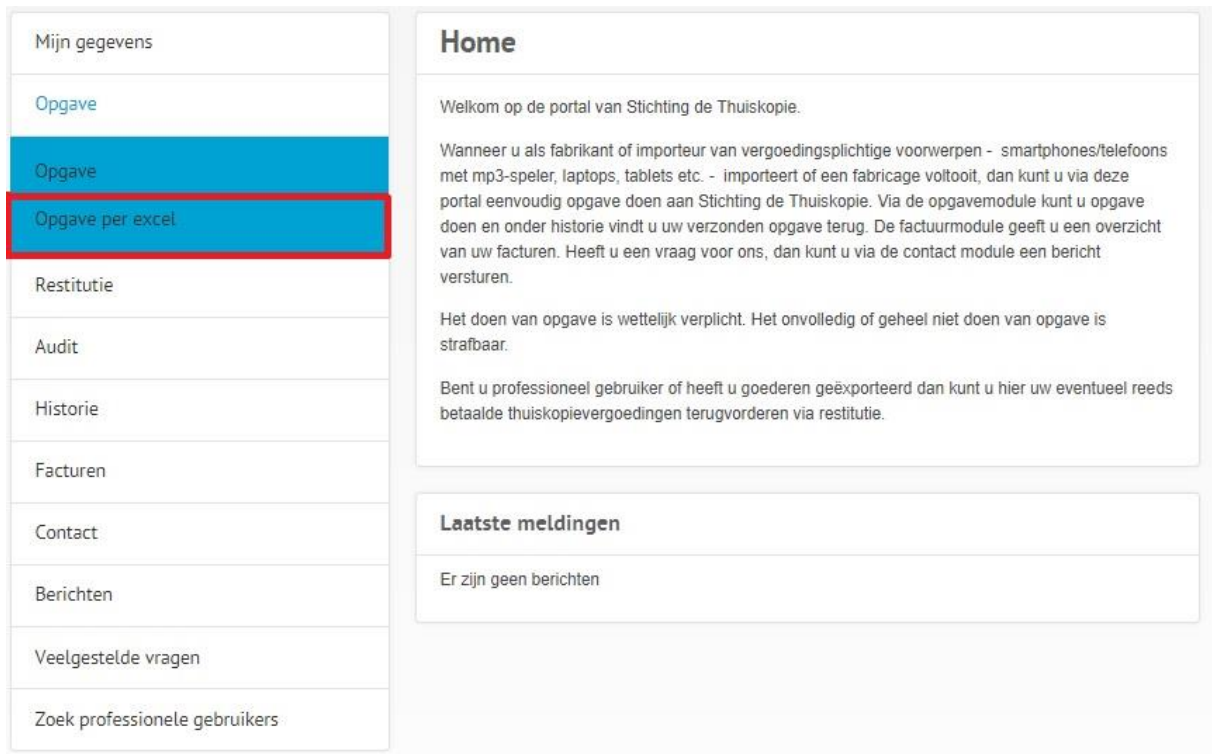 Mijn gegevens
Opgave
Opgave
Opgave per excel
Restitutie
Audit
Historie
Facturen
Contact
Berichten
Veelgestelde vragen
Zoek professionele gebruikers
Home
Welkom op de portal van Stichting de Thuiskopie.
Wanneer u als fabrikant of importeur van vergoedingsplichtige voorwerpen - smartphones/telefoons
met mp3-speler, laptops, tablets etc. - importeert of een fabricage voltooit, dan kunt u via deze
portal eenvoudig opgave doen aan Stichting de Thuiskopie. Via de opgavemodule kunt u opgave
doen en onder historie vindt u uw verzonden opgave terug. De factuurmodule geeft u een overzicht
van uw facturen. Heeft u een vraag voor ons, dan kunt u via de contact module een bericht
versturen.
Het doen van opgave is wettelijk verplicht. Het onvolledig of geheel niet doen van opgave is
strafbaar.
Bent u professioneel gebruiker of heeft u goederen geëxporteerd dan kunt u hier uw eventueel reeds
betaalde thuiskopievergoedingen terugvorderen via restitutie.
Laatste meldingen
Er zijn geen berichten